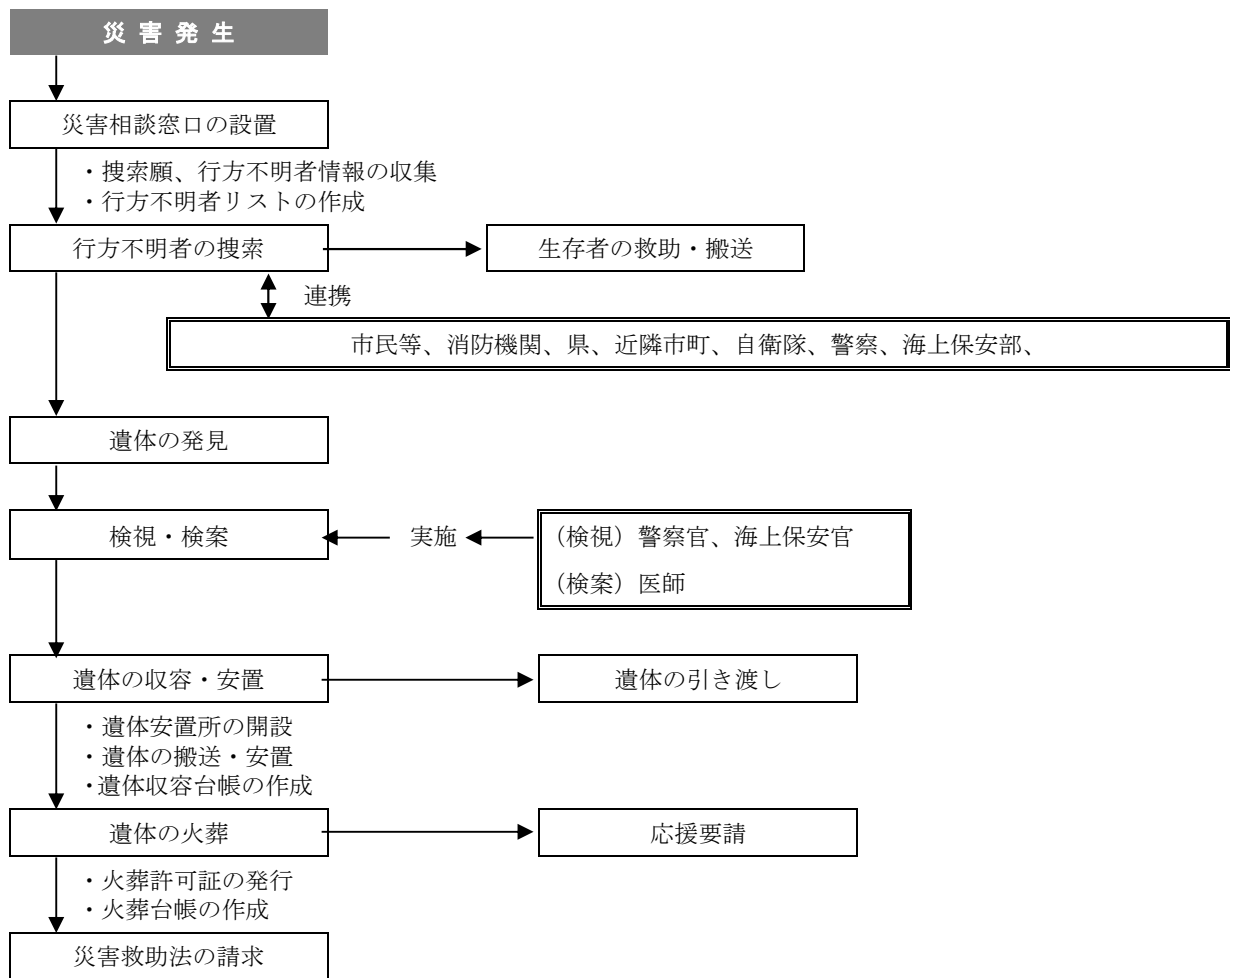 災 害 発 生
災害相談窓口の設置
・捜索願、行方不明者情報の収集
・行方不明者リストの作成
行方不明者の捜索
生存者の救助・搬送
連携
市民等、消防機関、県、近隣市町、自衛隊、警察、海上保安部、
遺体の発見
検視・検案
実施
（検視）警察官、海上保安官
（検案）医師
遺体の収容・安置
遺体の引き渡し
・遺体安置所の開設
・遺体の搬送・安置
・遺体収容台帳の作成
遺体の火葬
応援要請
・火葬許可証の発行
・火葬台帳の作成
災害救助法の請求